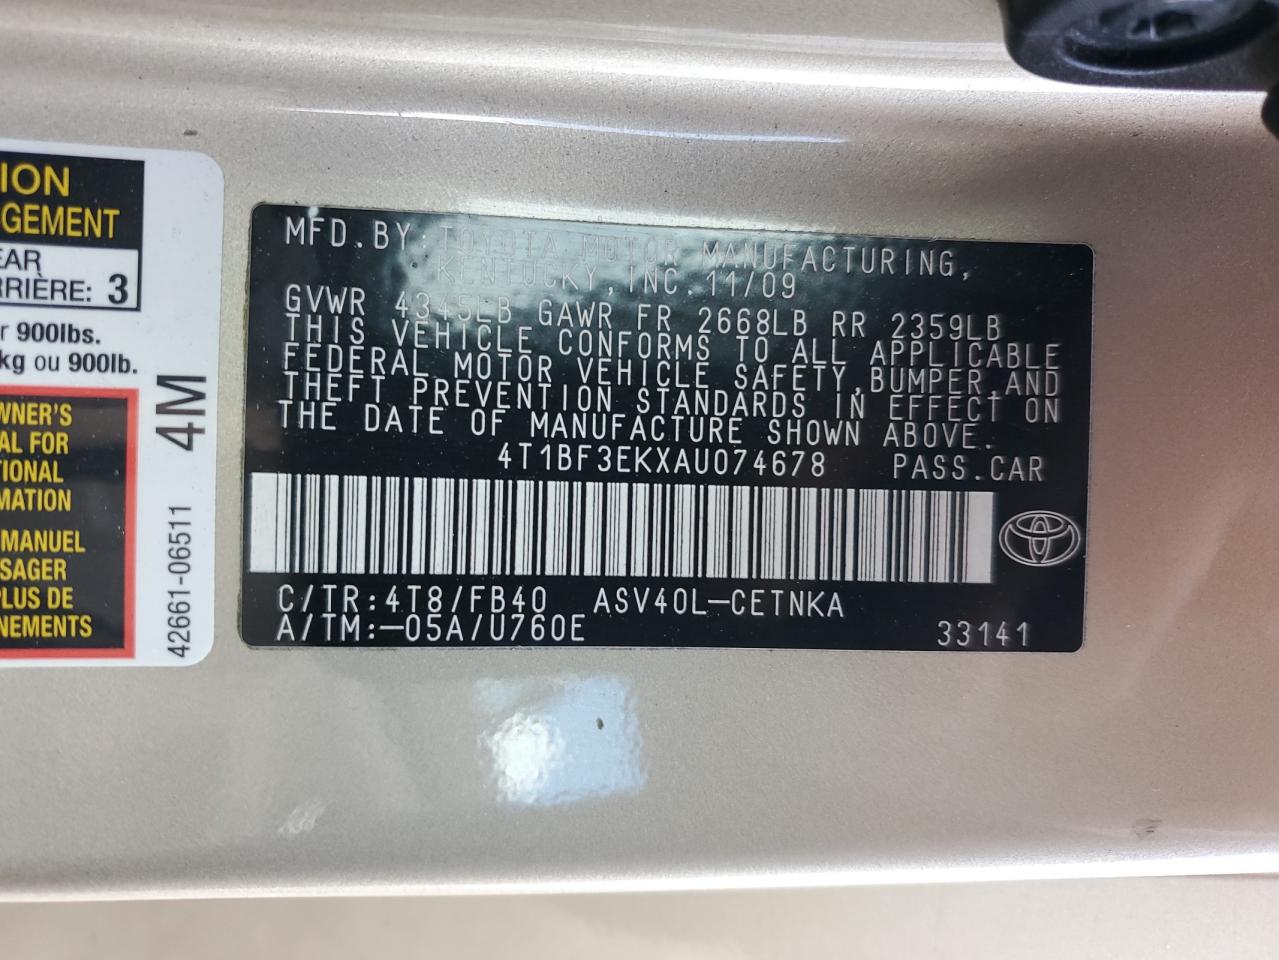 ION
GEMENT
EAR
RRIÈRE: 3
r 900lbs.
kg ou 900lb.
WNER'S
AL FOR
TIONAL
MATION
MANUEL
SAGER
PLUS DE
GNEMENTS
4M
42661-06511
MFD.BY:TOYOTA MOTOR MANUFACTURING,
KENTUCKY,INC.11/09
GVWR 4345LB GAWR FR 2668LB RR 2359LB
THIS VEHICLE CONFORMS TO ALL APPLICABLE
FEDERAL MOTOR VEHICLE SAFETY,BUMPER,AND
THEFT PREVENTION STANDARDS IN EFFECT ON
THE DATE OF MANUFACTURE SHOWN ABOVE.
4T1BF3EKXAU074678 PASS.CAR
C/TR:4T8/FB40 ASV40L-CETNKA
A/TM:-05A/U760E 33141